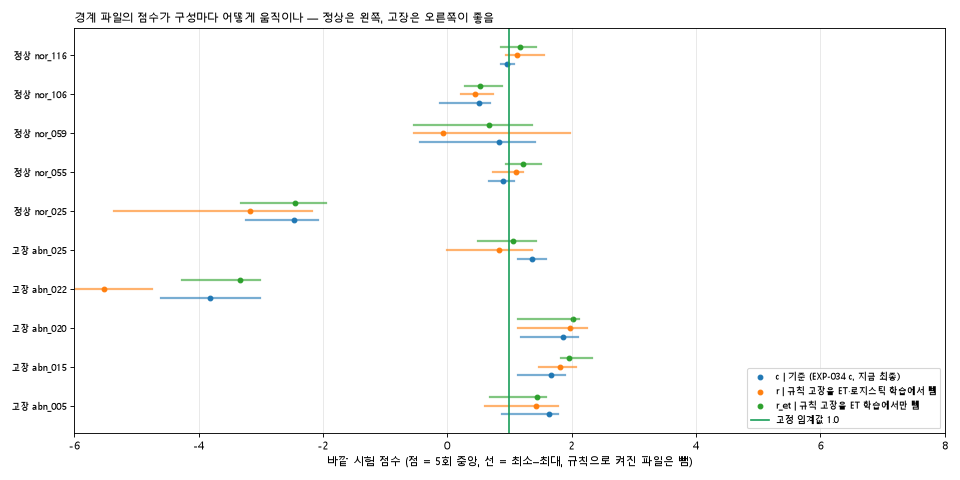 경계 파일의 점수가 구성마다 어떻게 움직이나 — 정상은 왼쪽, 고장은 오른쪽이 좋음
정상 nor_116
정상 nor_106
정상 nor_059
정상 nor_055
정상 nor_025
고장 abn_025
고장 abn_022
고장 abn_020
고장 abn_015
고장 abn_005
c | 기준 (EXP-034 c, 지금 최종)
r | 규칙 고장을 ET·로지스틱 학습에서 뺌
r_et | 규칙 고장을 ET 학습에서만 뺌
고정 임계값 1.0
-6 -4 -2 0 2 4 6 8
바깥 시험 점수 (점 = 5회 중앙, 선 = 최소–최대, 규칙으로 켜진 파일은 뺌)